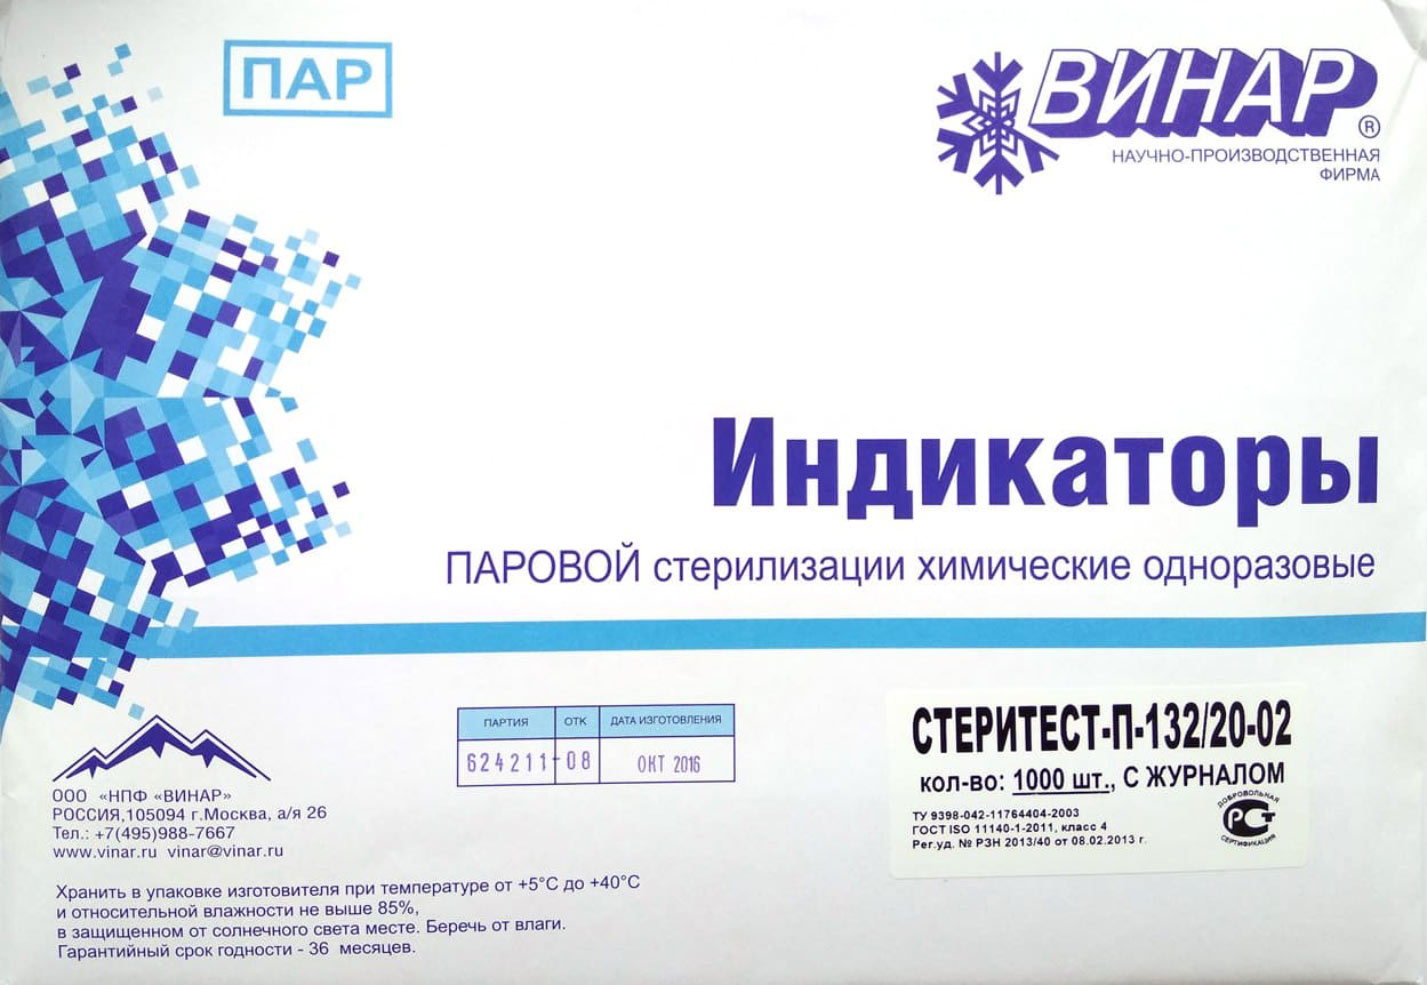 ПАР
ВИНАР®
НАУЧНО-ПРОИЗВОДСТВЕННАЯ
ФИРМА
Индикаторы
ПАРОВОЙ стерилизации химические одноразовые
ПАРТИЯ ОТК ДАТА ИЗГОТОВЛЕНИЯ
624211-08 ОКТ 2016
СТЕРИТЕСТ-П-132/20-02
кол-во: 1000 шт., С ЖУРНАЛОМ
ТУ 9398-042-11764404-2003
ГОСТ ISO 11140-1-2011, класс 4
Рег.уд. № РЗН 2013/40 от 08.02.2013 г.
ДОБРОВОЛЬНАЯ
РСТ
СЕРТИФИКАЦИЯ
ООО «НПФ «ВИНАР»
РОССИЯ,105094 г.Москва, а/я 26
Тел.: +7(495)988-7667
www.vinar.ru vinar@vinar.ru
Хранить в упаковке изготовителя при температуре от +5°С до +40°С
и относительной влажности не выше 85%,
в защищенном от солнечного света месте. Беречь от влаги.
Гарантийный срок годности - 36 месяцев.